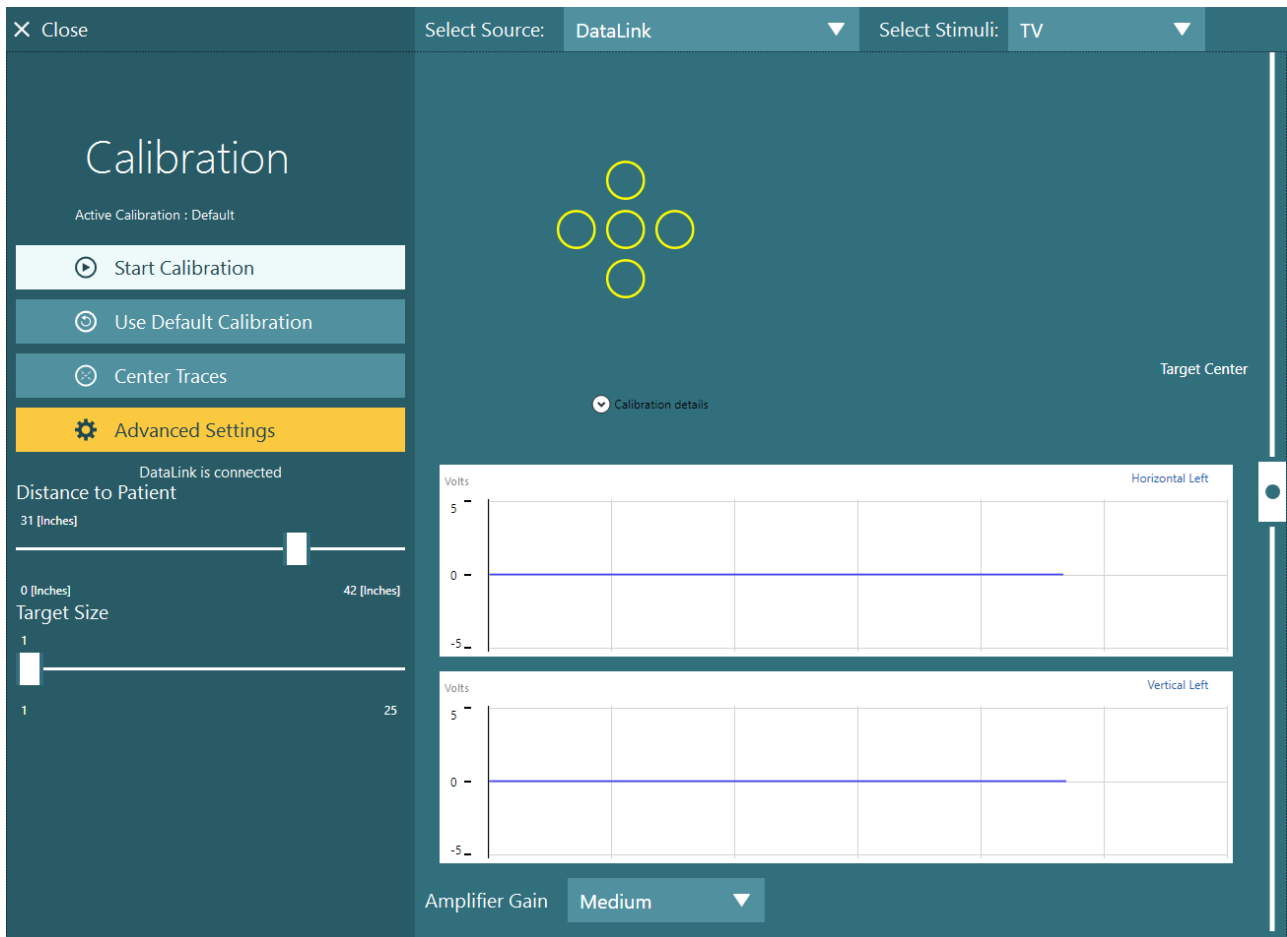 Close
Select Source:
DataLink
Select Stimuli:
TV
Calibration
Active Calibration : Default
Start Calibration
Use Default Calibration
Center Traces
Advanced Settings
DataLink is connected
Distance to Patient
31 [Inches]
0 [Inches]
42 [Inches]
Target Size
1
1
25
Target Center
Calibration details
Volts
Horizontal Left
5
0
-5
Volts
Vertical Left
5
0
-5
Amplifier Gain
Medium